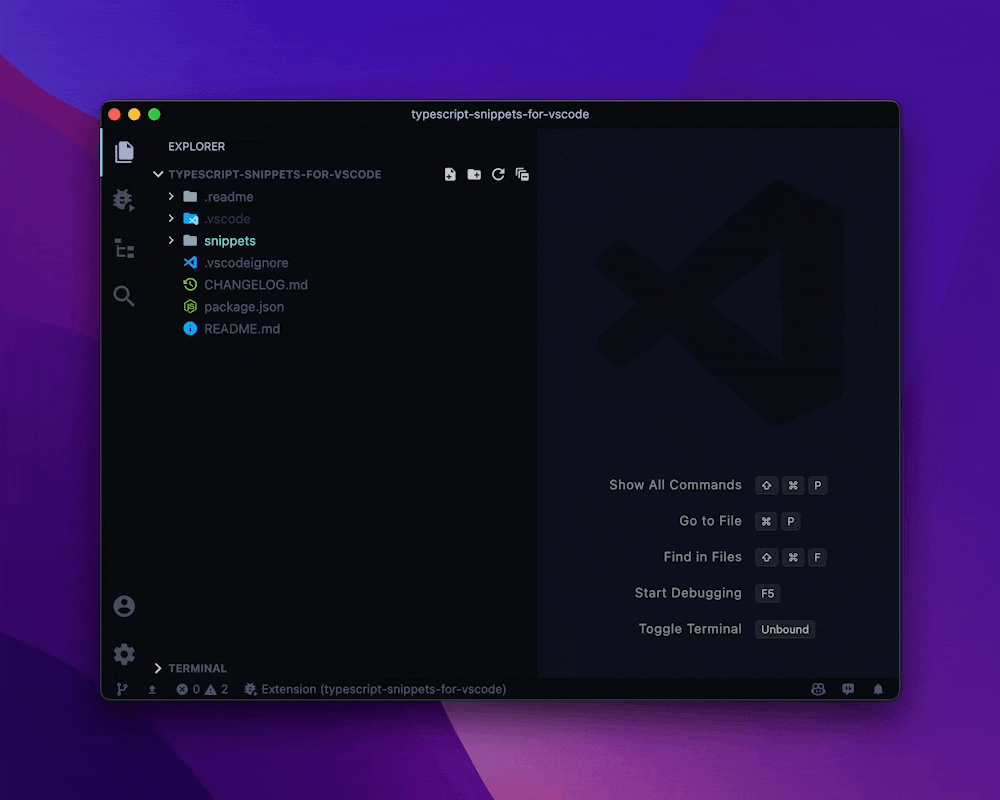 typescript-snippets-for-vscode
EXPLORER
TYPESCRIPT-SNIPPETS-FOR-VSCODE
.readme
.vscode
snippets
.vscodeignore
CHANGELOG.md
package.json
README.md
Show All Commands ⇧ ⌘ P
Go to File ⌘ P
Find in Files ⇧ ⌘ F
Start Debugging F5
Toggle Terminal Unbound
TERMINAL
0 2 Extension (typescript-snippets-for-vscode)